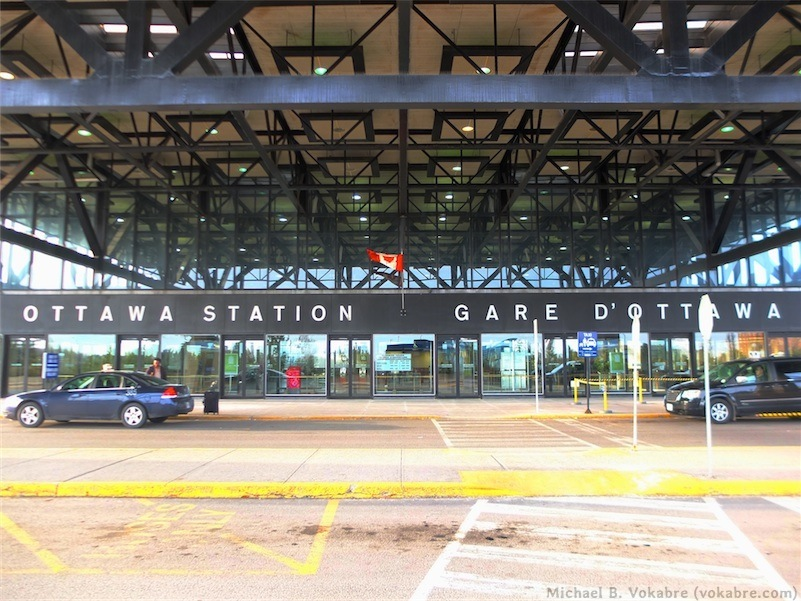 OTTAWA STATION GARE D'OTTAWA
Michael B. Vokabre (vokabre.com)